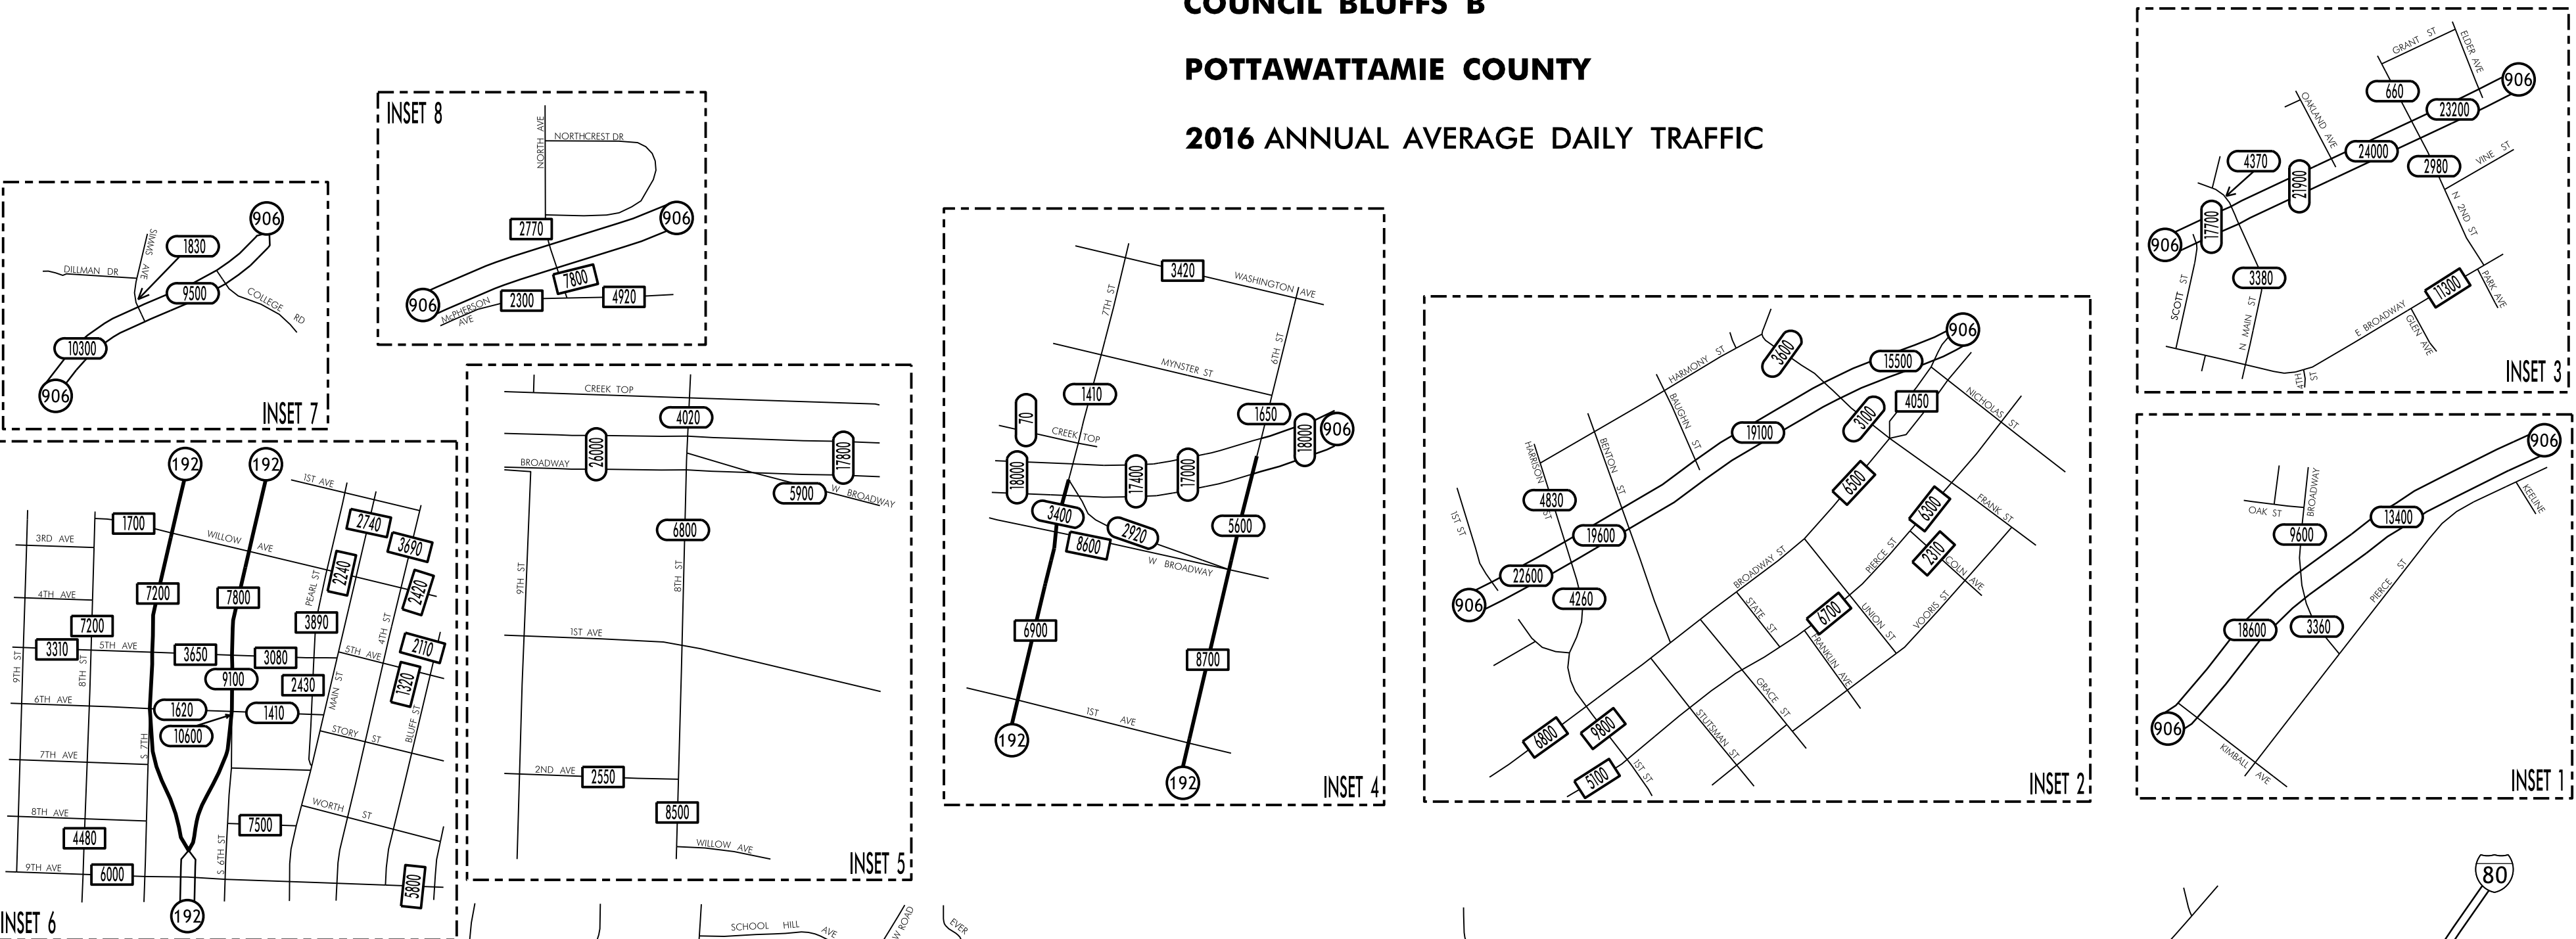 COUNCIL BLUFFS B
POTTAWATTAMIE COUNTY
2016 ANNUAL AVERAGE DAILY TRAFFIC
INSET 7
906
1830
SIMMS AVE
DILLMAN DR
9500
COLLEGE RD
10300
906
INSET 8
NORTH AVE
NORTHCREST DR
2770
906
7800
906
McPHERSON AVE
2300
4920
INSET 6
192
192
1ST AVE
1700
2740
3690
3RD AVE
WILLOW AVE
2240
2420
PEARL ST
4TH AVE
7200
7800
7200
3890
4TH ST
2110
3310
5TH AVE
3650
3080
5TH AVE
9TH ST
8TH ST
9100
2430
1320
MAIN ST
6TH AVE
1620
1410
10600
BLUFF ST
STORY ST
S 7TH
7TH AVE
WORTH ST
8TH AVE
7500
4480
S 6TH ST
9TH AVE
6000
5800
192
INSET 5
CREEK TOP
4020
26000
17800
BROADWAY
5900
W BROADWAY
6800
9TH ST
8TH ST
1ST AVE
2ND AVE
2550
8500
WILLOW AVE
INSET 4
3420
WASHINGTON AVE
7TH ST
6TH ST
MYNSTER ST
1410
70
1650
CREEK TOP
18000
906
18000
17400
17000
3400
2920
5600
8600
W BROADWAY
6900
8700
1ST AVE
192
192
INSET 2
906
3600
HARMONY ST
15500
BAUGHN ST
4050
NICHOLAS ST
19100
3100
HARRISON ST
BENTON ST
6500
4830
6300
FRANK ST
1ST ST
19600
2310
22600
BROADWAY ST
PIERCE ST
COLN AVE
906
4260
STATE ST
6700
UNION ST
VOORIS ST
FRANKLIN AVE
GRACE ST
STUTSMAN ST
6800
9800
5100
1ST ST
INSET 3
GRANT ST
ELDER AVE
906
660
23200
OAKLAND AVE
24000
4370
2980
VINE ST
21900
17700
N 2ND ST
906
3380
11300
PARK AVE
SCOTT ST
N MAIN ST
E BROADWAY
GLEN AVE
4TH ST
INSET 1
906
BROADWAY
KEELINE
OAK ST
13400
9600
18600
3360
PIERCE ST
906
KIMBALL AVE
SCHOOL HILL AVE
W ROAD
EVER
80